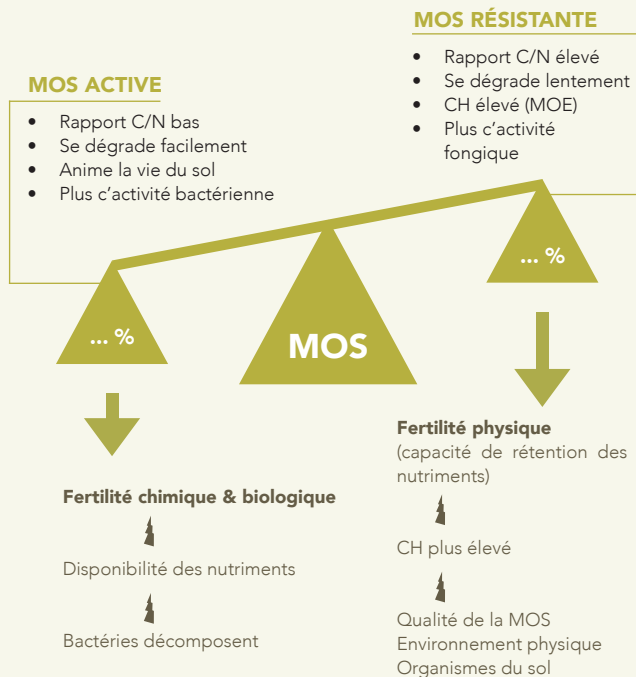 MOS RÉSISTANTE
• Rapport C/N élevé
• Se dégrade lentement
• CH élevé (MOE)
• Plus c’activité
fongique
MOS ACTIVE
• Rapport C/N bas
• Se dégrade facilement
• Anime la vie du sol
• Plus c’activité bactérienne
... %
... %
MOS
Fertilité physique
(capacité de rétention des
nutriments)
CH plus élevé
Qualité de la MOS
Environnement physique
Organismes du sol
Fertilité chimique & biologique
Disponibilité des nutriments
Bactéries décomposent